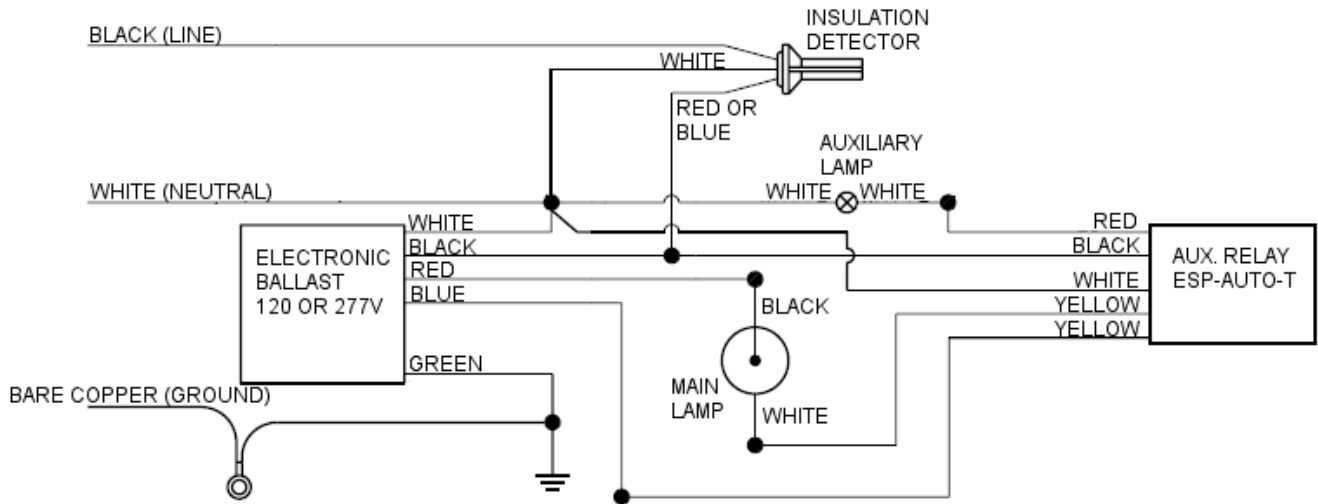 BLACK (LINE)
INSULATION
DETECTOR
WHITE
RED OR
BLUE
AUXILIARY
LAMP
WHITE (NEUTRAL)
WHITE
WHITE
WHITE
BLACK
RED
BLUE
GREEN
ELECTRONIC
BALLAST
120 OR 277V
RED
BLACK
WHITE
YELLOW
YELLOW
AUX. RELAY
ESP-AUTO-T
BLACK
MAIN
LAMP
WHITE
BARE COPPER (GROUND)